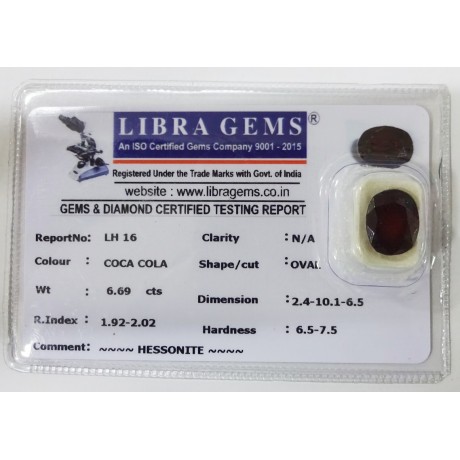 LIBRA GEMS®
An ISO Certified Gems Company 9001 - 2015
Registered Under the Trade Marks with Govt. of India
website : www.libragems.co.in
GEMS & DIAMOND CERTIFIED TESTING REPORT
ReportNo: LH 16 Clarity : N/A
Colour : COCA COLA Shape/cut : OVAL
Wt : 6.69 cts Dimension : 2.4-10.1-6.5
R.Index : 1.92-2.02 Hardness : 6.5-7.5
Comment: ~~~~ HESSONITE ~~~~